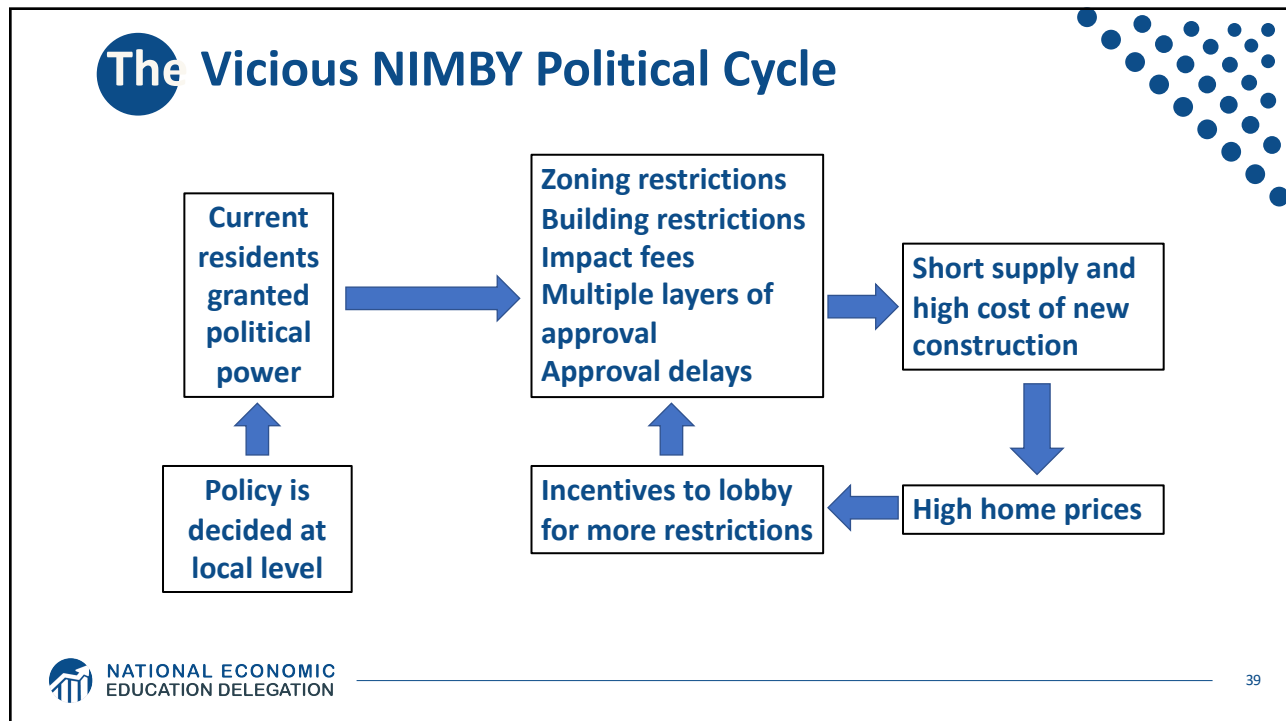 The Vicious NIMBY Political Cycle
Current
residents
granted
political
power
Zoning restrictions
Building restrictions
Impact fees
Multiple layers of
approval
Approval delays
Short supply and
high cost of new
construction
Policy is
decided at
local level
Incentives to lobby
for more restrictions
High home prices
NATIONAL ECONOMIC
EDUCATION DELEGATION
39